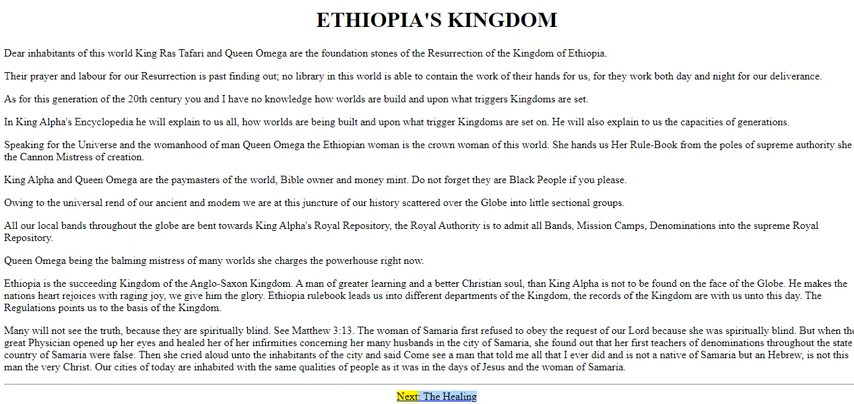 ETHIOPIA'S KINGDOM
Dear inhabitants of this world King Ras Tafari and Queen Omega are the foundation stones of the Resurrection of the Kingdom of Ethiopia.
Their prayer and labour for our Resurrection is past finding out; no library in this world is able to contain the work of their hands for us, for they work both day and night for our deliverance.
As for this generation of the 20th century you and I have no knowledge how worlds are build and upon what triggers Kingdoms are set.
In King Alpha's Encyclopedia he will explain to us all, how worlds are being built and upon what trigger Kingdoms are set on. He will also explain to us the capacities of generations.
Speaking for the Universe and the womanhood of man Queen Omega the Ethiopian woman is the crown woman of this world. She hands us Her Rule-Book from the poles of supreme authority she
the Cannon Mistress of creation.
King Alpha and Queen Omega are the paymasters of the world, Bible owner and money mint. Do not forget they are Black People if you please.
Owing to the universal rend of our ancient and modem we are at this juncture of our history scattered over the Globe into little sectional groups.
All our local bands throughout the globe are bent towards King Alpha's Royal Repository, the Royal Authority is to admit all Bands, Mission Camps, Denominations into the supreme Royal
Repository.
Queen Omega being the balming mistress of many worlds she charges the powerhouse right now.
Ethiopia is the succeeding Kingdom of the Anglo-Saxon Kingdom. A man of greater learning and a better Christian soul, than King Alpha is not to be found on the face of the Globe. He makes the
nations heart rejoices with raging joy, we give him the glory. Ethiopia rulebook leads us into different departments of the Kingdom, the records of the Kingdom are with us unto this day. The
Regulations points us to the basis of the Kingdom.
Many will not see the truth, because they are spiritually blind. See Matthew 3:13. The woman of Samaria first refused to obey the request of our Lord because she was spiritually blind. But when the
great Physician opened up her eyes and healed her of her infirmities concerning her many husbands in the city of Samaria, she found out that her first teachers of denominations throughout the state
country of Samaria were false. Then she cried aloud unto the inhabitants of the city and said Come see a man that told me all that I ever did and is not a native of Samaria but an Hebrew, is not this
man the very Christ. Our cities of today are inhabited with the same qualities of people as it was in the days of Jesus and the woman of Samaria.
Next: The Healing